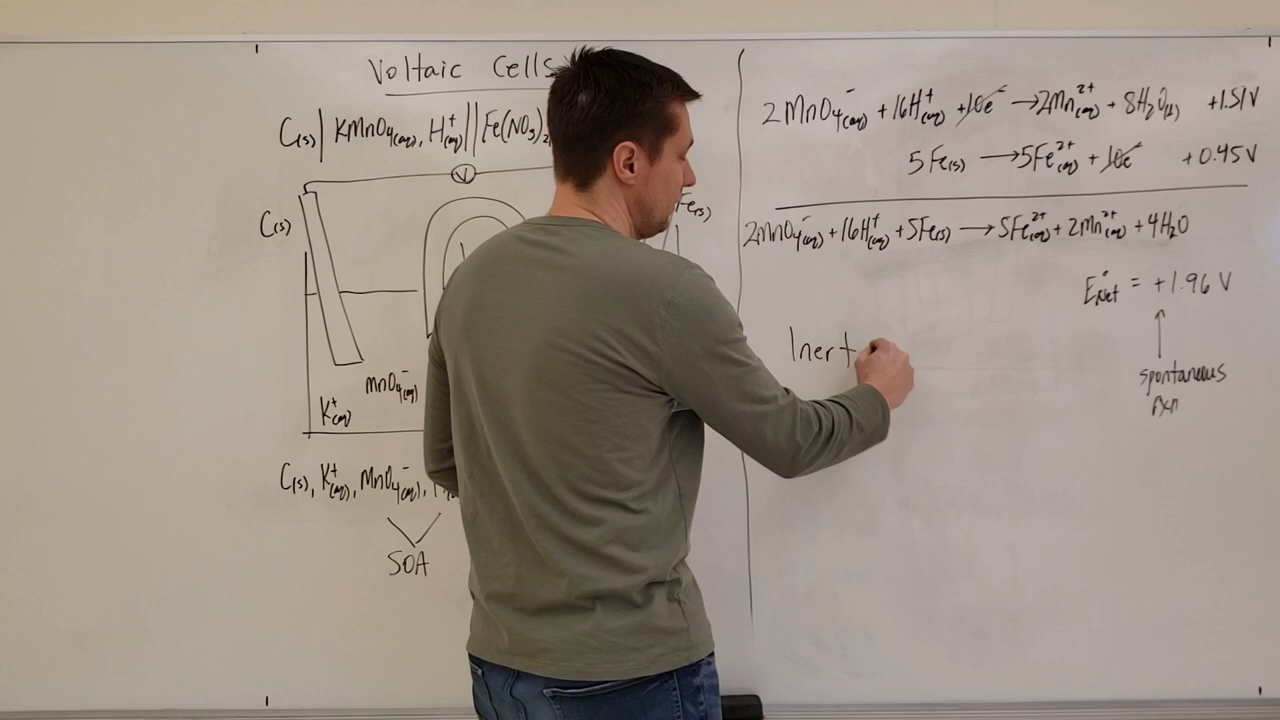 Voltaic Cells
C(s) | KMnO₄(aq), H⁺(aq) || Fe(NO₃)₂
V
C(s)
Fe(s)
MnO₄⁻(aq)
K⁺(aq)
C(s), K⁺(aq), MnO₄⁻(aq),
SOA
2MnO₄⁻(aq) + 16H⁺(aq) + 10e⁻ → 2Mn²⁺(aq) + 8H₂O(l) +1.51V
5Fe(s) → 5Fe²⁺(aq) + 10e⁻ +0.45V
2MnO₄⁻(aq) + 16H⁺(aq) + 5Fe(s) → 5Fe²⁺(aq) + 2Mn²⁺(aq) + 4H₂O
E°Net = +1.96 V
Inert
spontaneous
rxn